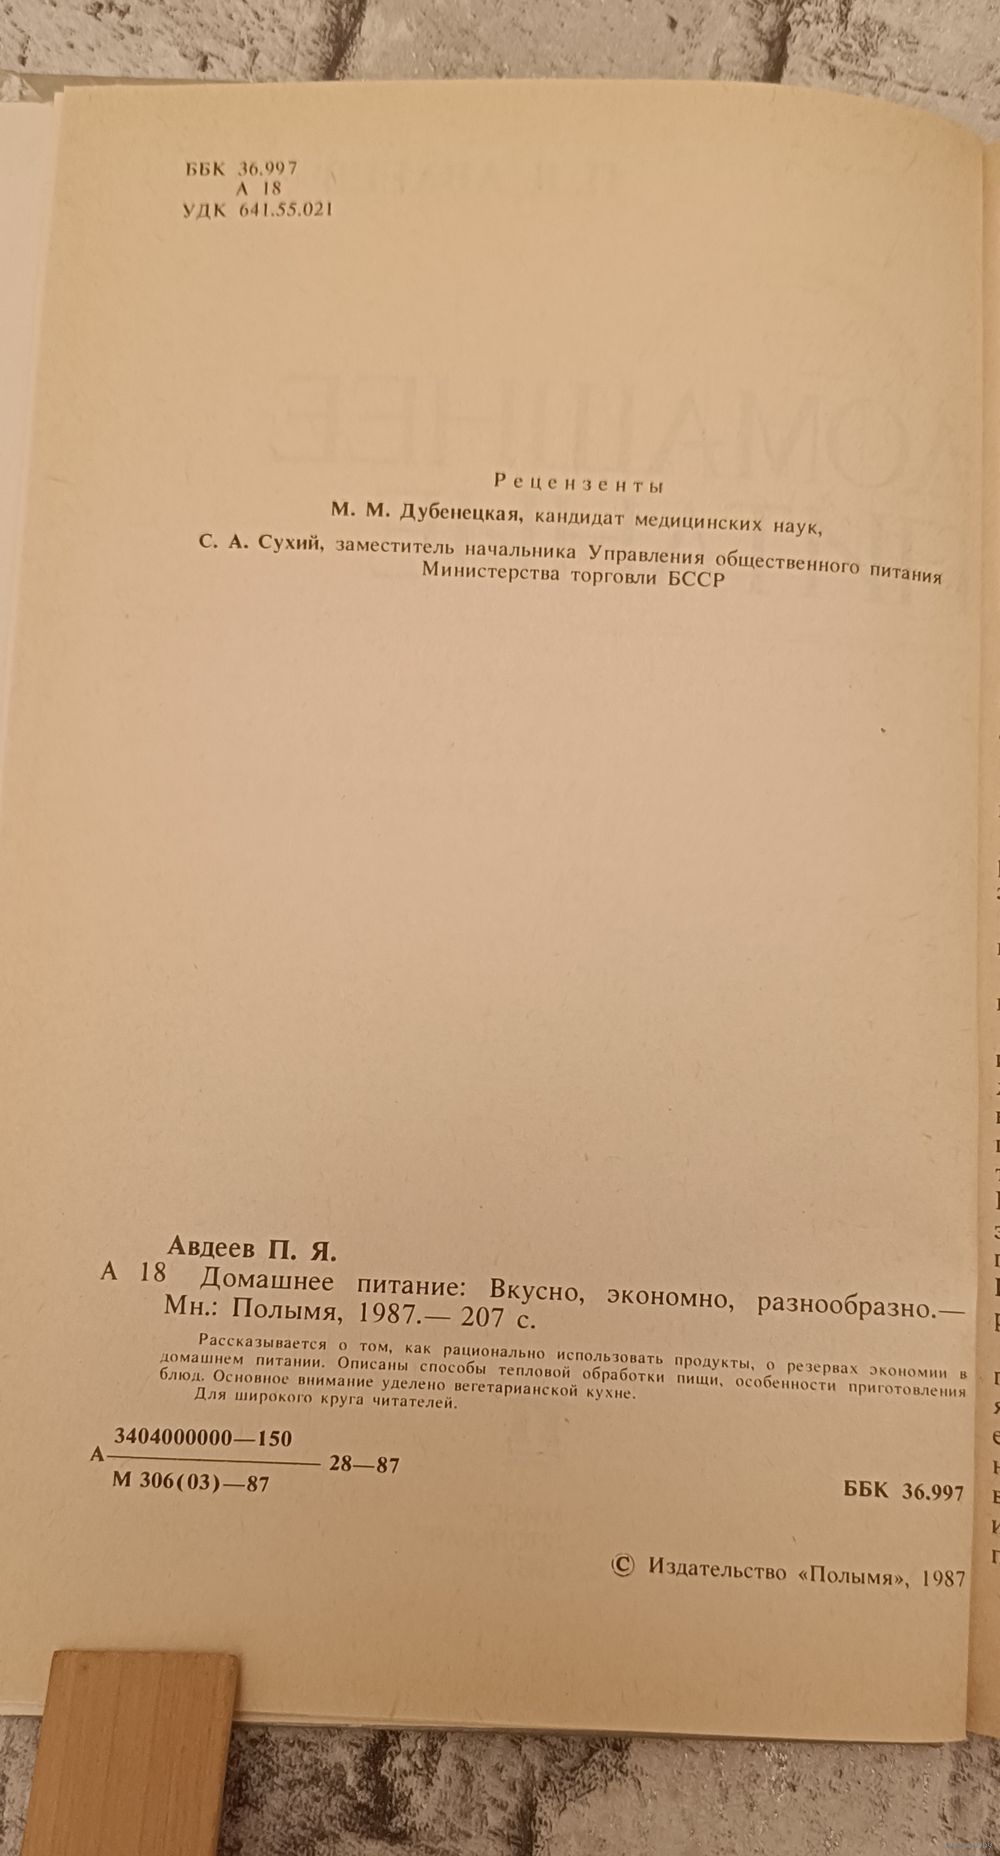 ББК 36.997
А 18
УДК 641.55.021
Рецензенты
М. М. Дубенецкая, кандидат медицинских наук,
С. А. Сухий, заместитель начальника Управления общественного питания
Министерства торговли БССР
Авдеев П. Я.
А 18 Домашнее питание: Вкусно, экономно, разнообразно.—
Мн.: Полымя, 1987.— 207 с.
Рассказывается о том, как рационально использовать продукты, о резервах экономии в
домашнем питании. Описаны способы тепловой обработки пищи, особенности приготовления
блюд. Основное внимание уделено вегетарианской кухне.
Для широкого круга читателей.
3404000000—150
А 28—87
М 306(03)—87
ББК 36.997
© Издательство «Полымя», 1987